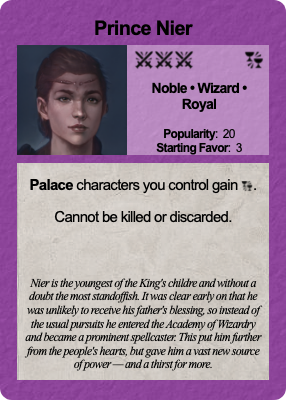 Prince Nier
Noble • Wizard •
Royal
Popularity: 20
Starting Favor: 3
Palace characters you control gain .
Cannot be killed or discarded.
Nier is the youngest of the King's childre and without a
doubt the most standoffish. It was clear early on that he
was unlikely to receive his father's blessing, so instead of
the usual pursuits he entered the Academy of Wizardry
and became a prominent spellcaster. This put him further
from the people's hearts, but gave him a vast new source
of power — and a thirst for more.